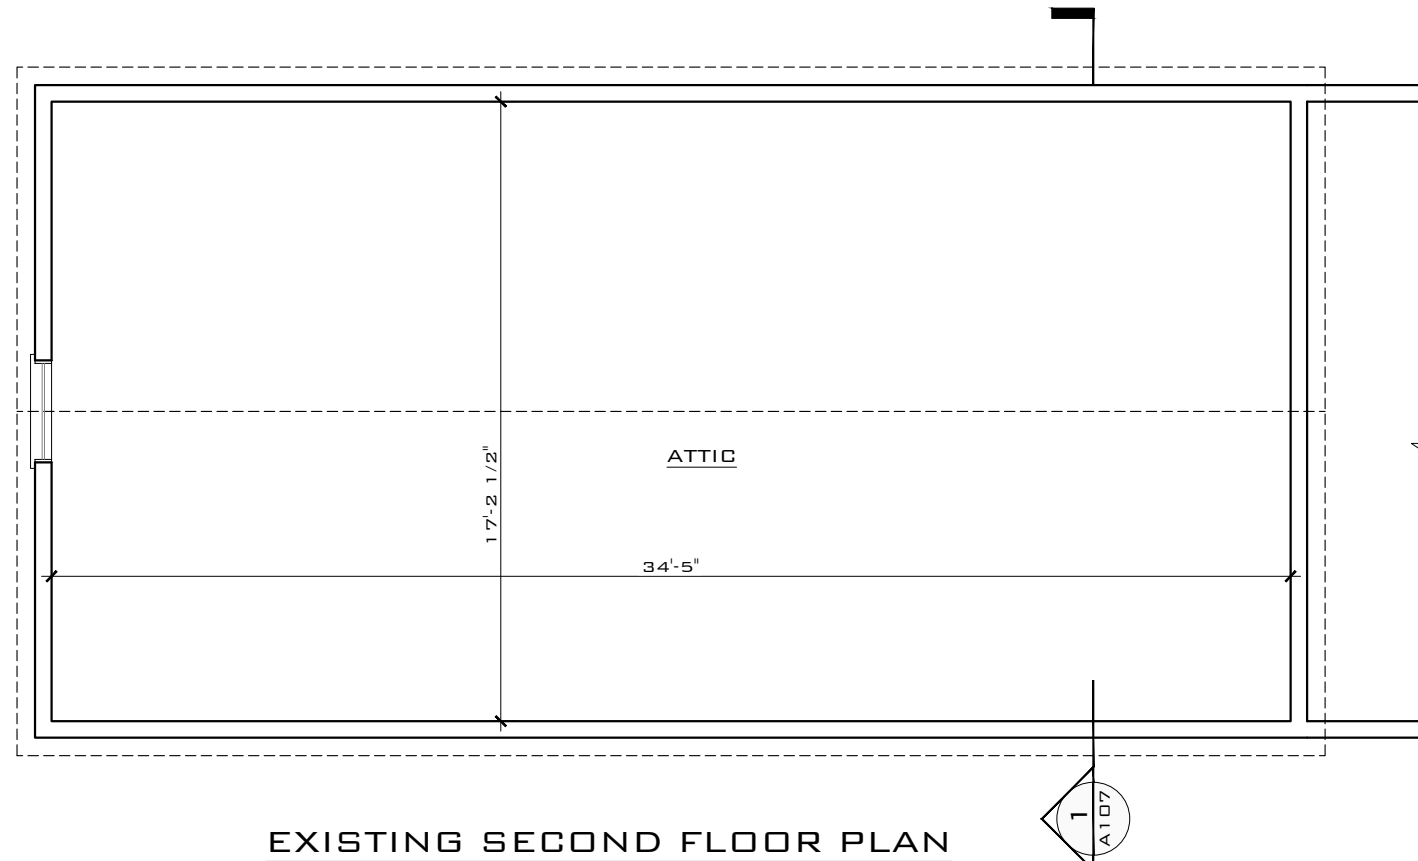 17'-2 1/2"
ATTIC
34'-5"
1
A107
EXISTING SECOND FLOOR PLAN